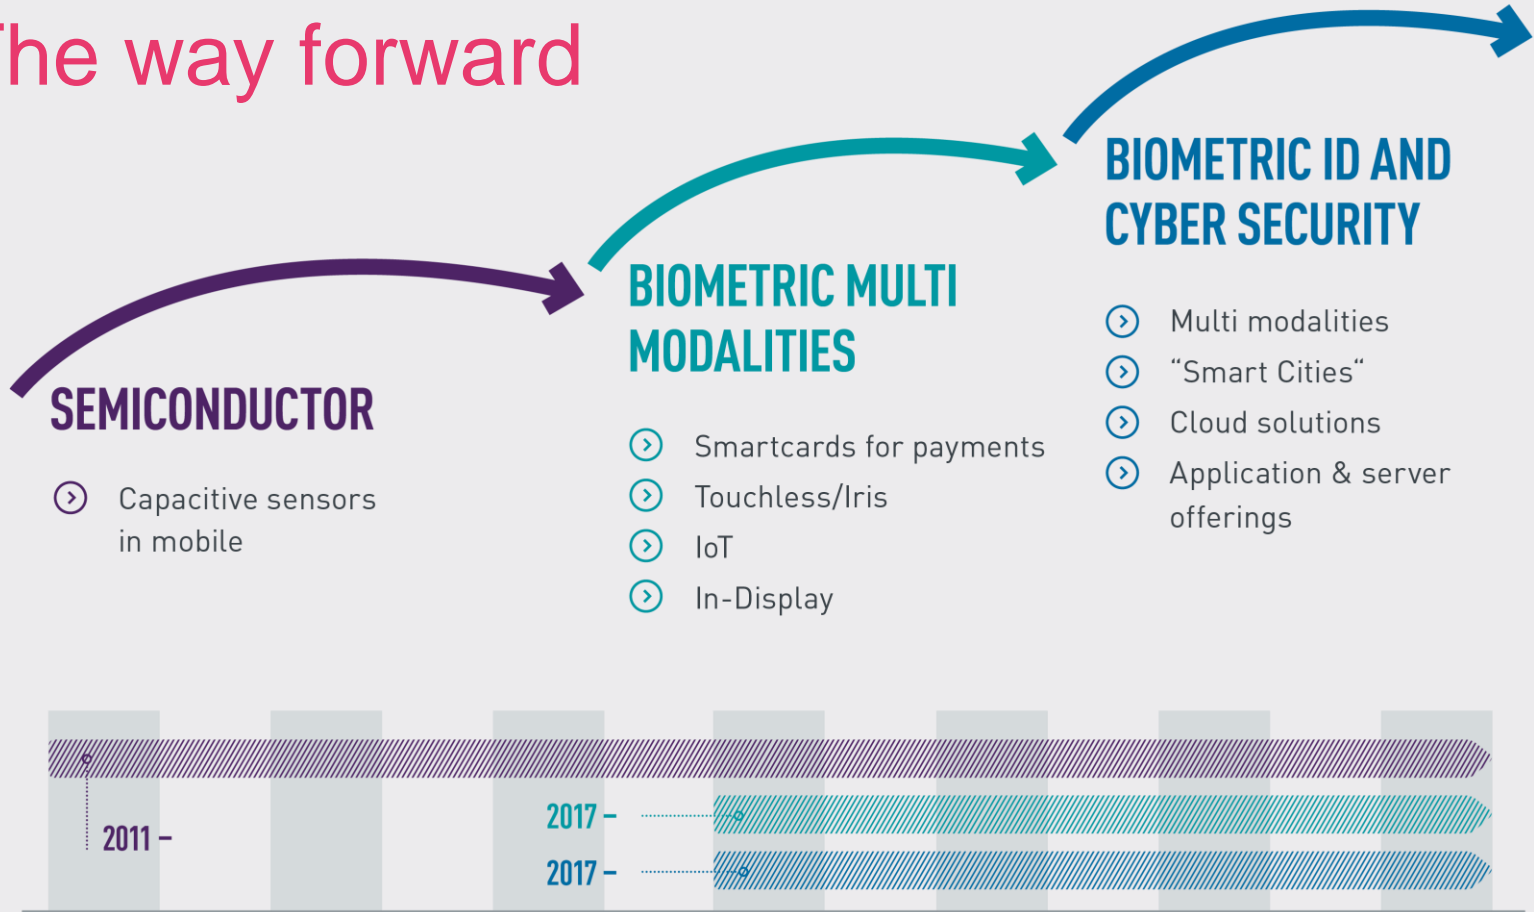 The way forward
SEMICONDUCTOR
Capacitive sensors
in mobile
BIOMETRIC MULTI
MODALITIES
Smartcards for payments
Touchless/Iris
IoT
In-Display
BIOMETRIC ID AND
CYBER SECURITY
Multi modalities
“Smart Cities“
Cloud solutions
Application & server
offerings
2011 –
2017 –
2017 –